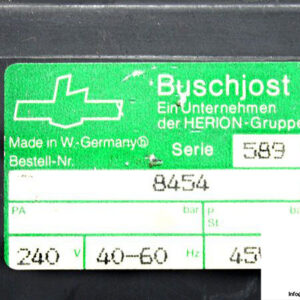 Buschjost
Ein Unternehmen
der HERION-Gruppe
Made in W.-Germany
Serie 589
Bestell-Nr.
8454
PA bar P
St
240 V 40-60 Hz